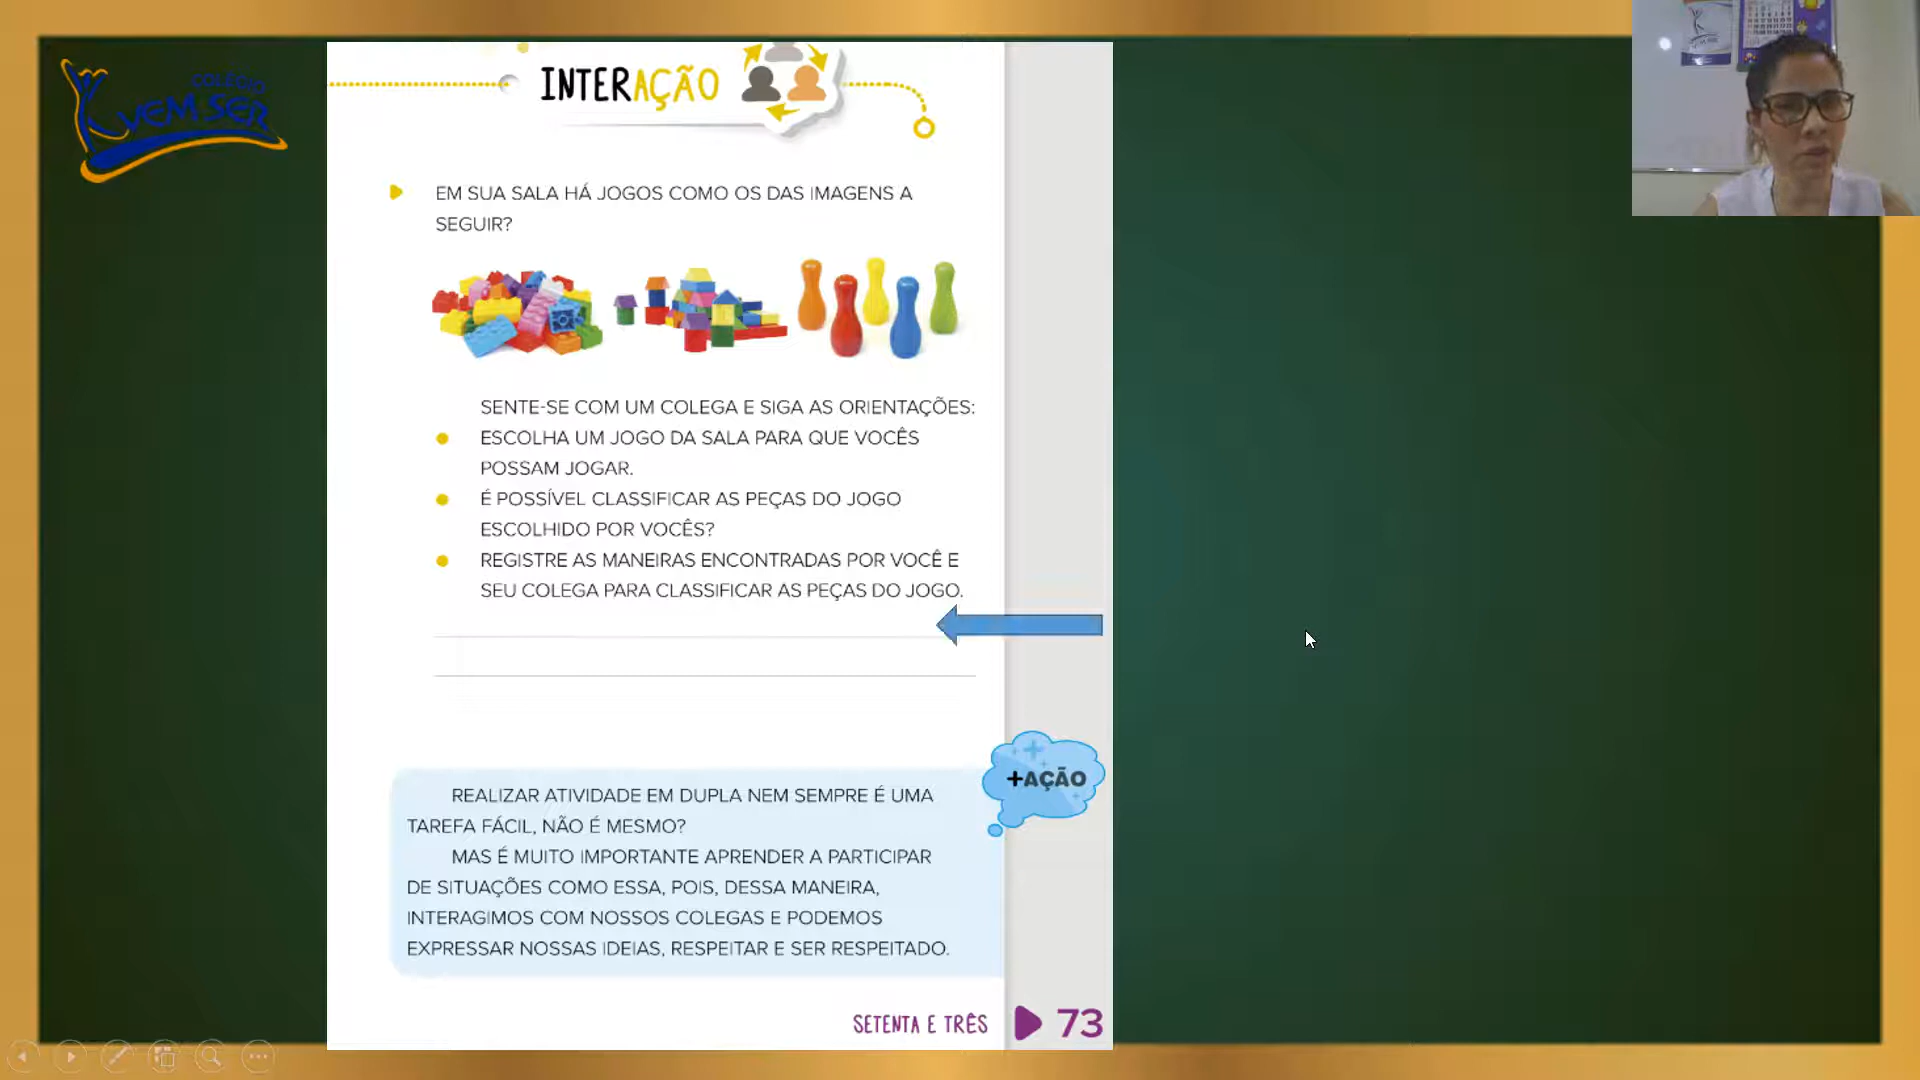 COLÉGIO
VEM SER
INTERAÇÃO
EM SUA SALA HÁ JOGOS COMO OS DAS IMAGENS A
SEGUIR?
SENTE-SE COM UM COLEGA E SIGA AS ORIENTAÇÕES:
ESCOLHA UM JOGO DA SALA PARA QUE VOCÊS
POSSAM JOGAR.
É POSSÍVEL CLASSIFICAR AS PEÇAS DO JOGO
ESCOLHIDO POR VOCÊS?
REGISTRE AS MANEIRAS ENCONTRADAS POR VOCÊ E
SEU COLEGA PARA CLASSIFICAR AS PEÇAS DO JOGO.
+AÇÃO
REALIZAR ATIVIDADE EM DUPLA NEM SEMPRE É UMA
TAREFA FÁCIL, NÃO É MESMO?
MAS É MUITO IMPORTANTE APRENDER A PARTICIPAR
DE SITUAÇÕES COMO ESSA, POIS, DESSA MANEIRA,
INTERAGIMOS COM NOSSOS COLEGAS E PODEMOS
EXPRESSAR NOSSAS IDEIAS, RESPEITAR E SER RESPEITADO.
SETENTA E TRÊS 73